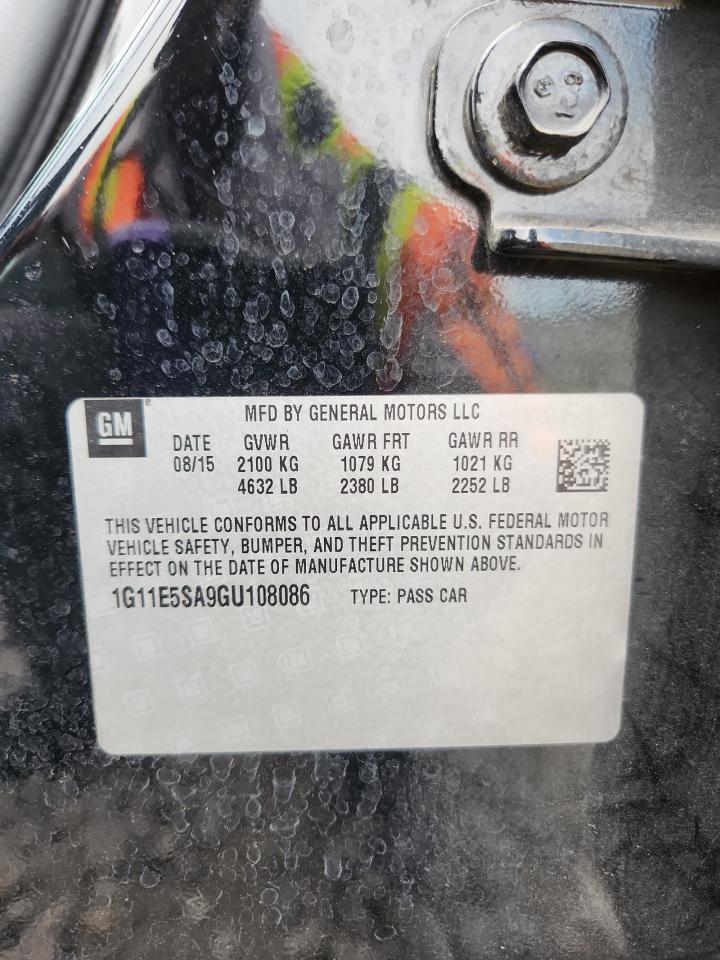 GM ® MFD BY GENERAL MOTORS LLC
DATE GVWR GAWR FRT GAWR RR
08/15 2100 KG 1079 KG 1021 KG
4632 LB 2380 LB 2252 LB
THIS VEHICLE CONFORMS TO ALL APPLICABLE U.S. FEDERAL MOTOR
VEHICLE SAFETY, BUMPER, AND THEFT PREVENTION STANDARDS IN
EFFECT ON THE DATE OF MANUFACTURE SHOWN ABOVE.
1G11E5SA9GU108086 TYPE: PASS CAR